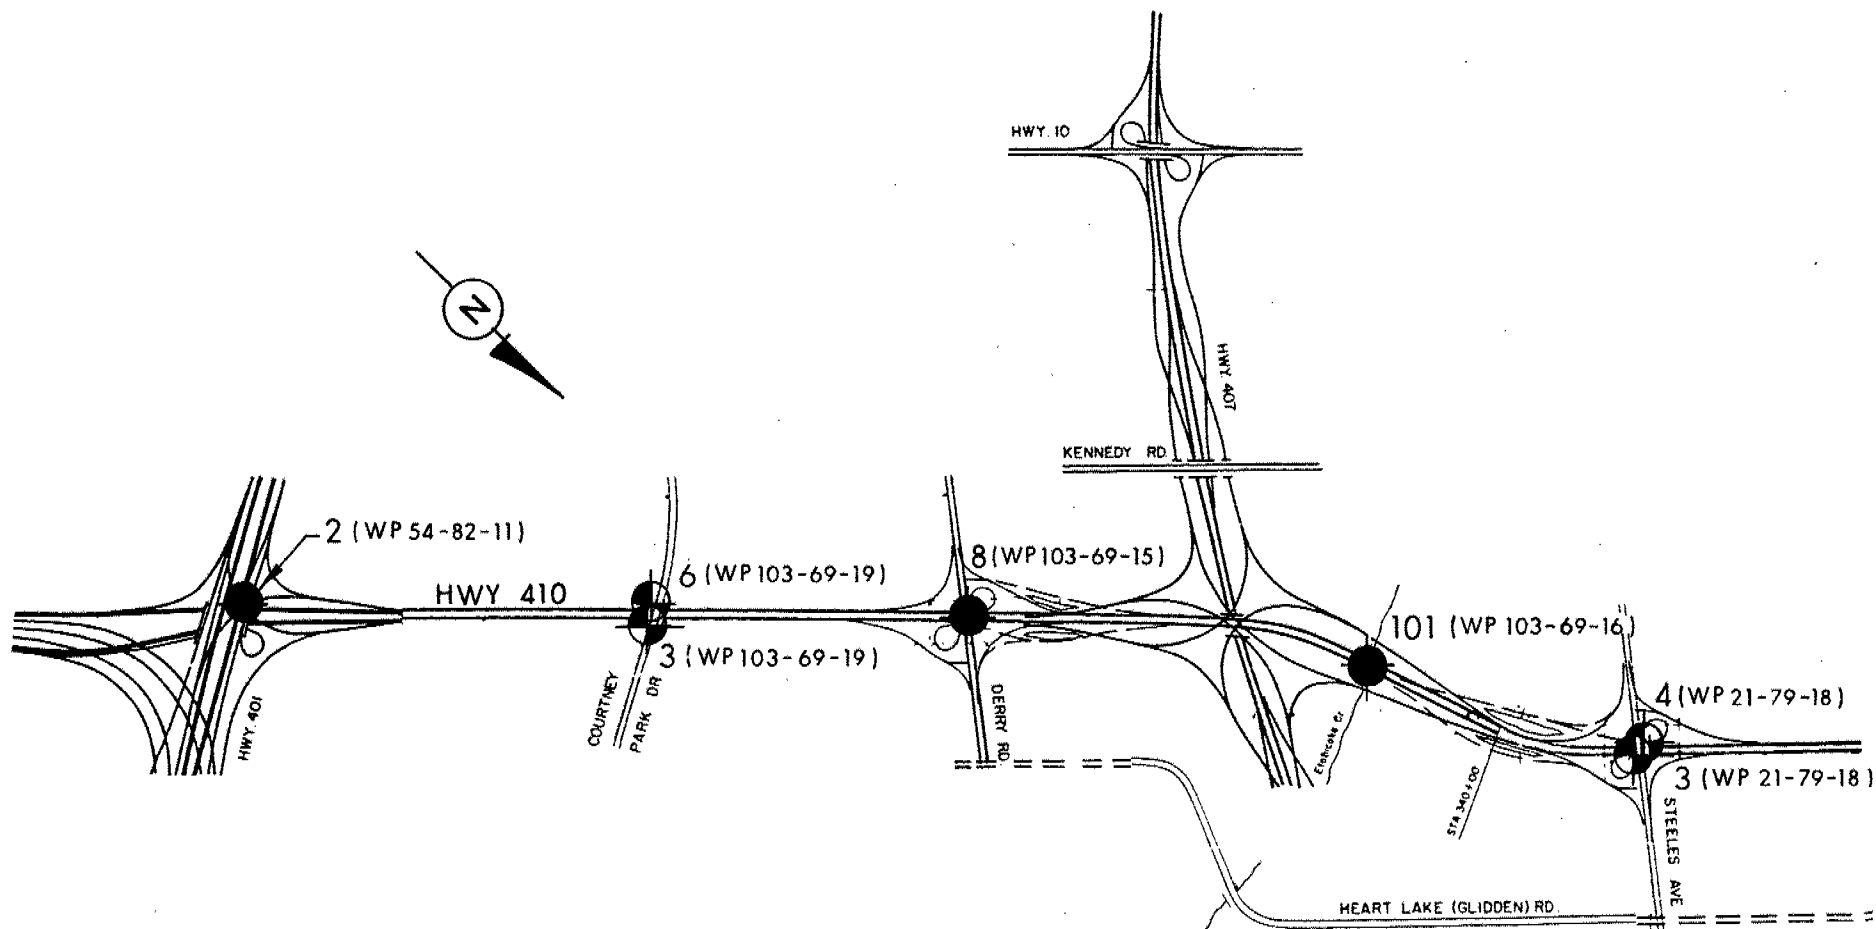 HWY. 10
N
HWY. 407
KENNEDY RD.
2 (WP 54-82-11)
HWY 410
6 (WP 103-69-19)
8 (WP 103-69-15)
101 (WP 103-69-16)
3 (WP 103-69-19)
COURTNEY
PARK DR
HWY. 401
DERRY RD.
Etobicoke Cr
STA 340+00
4 (WP 21-79-18)
3 (WP 21-79-18)
STEELES AVE
HEART LAKE (GLIDDEN) RD.